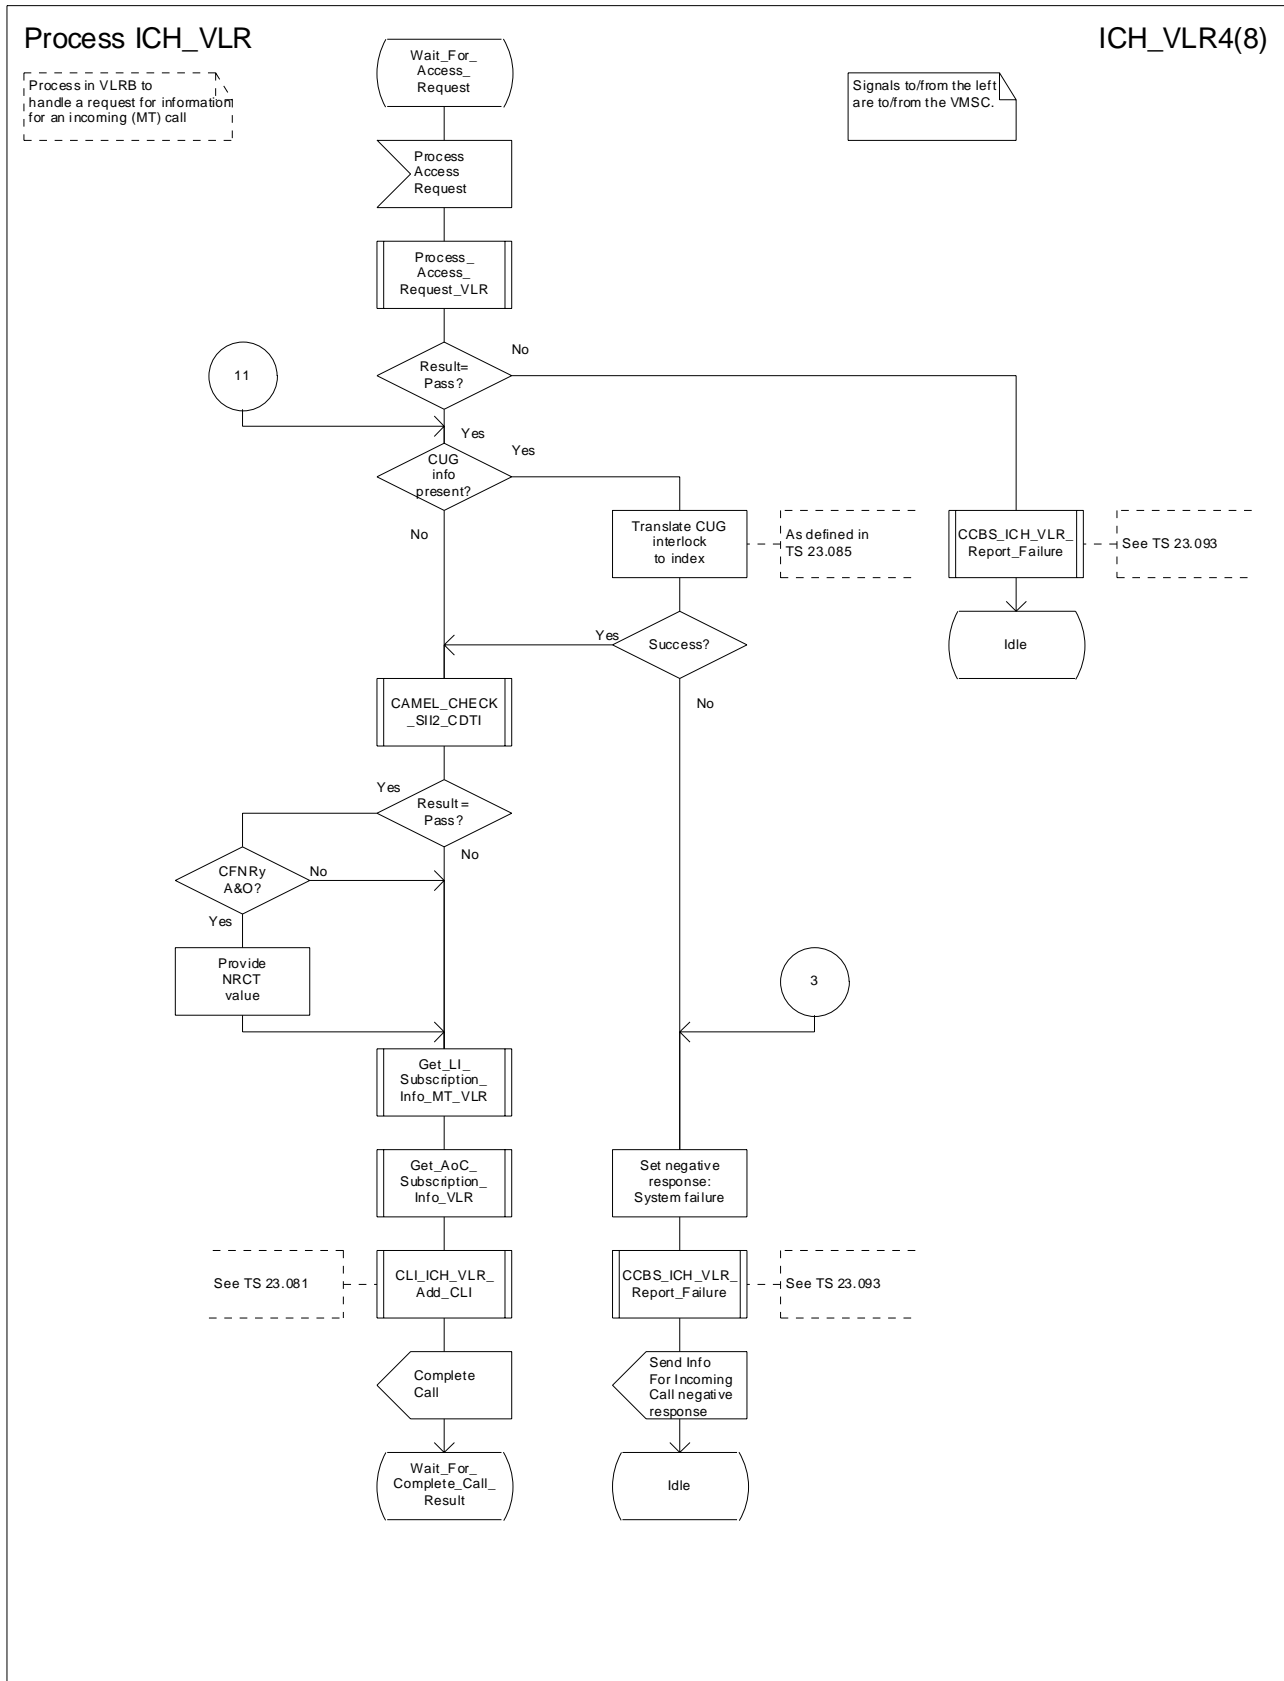 Process ICH_VLR
ICH_VLR4(8)
Process in VLRB to
handle a request for information
for an incoming (MT) call
Wait_For_
Access_
Request
Signals to/from the left
are to/from the VMSC.
Process
Access
Request
Process_
Access_
Request_VLR
No
11
Result=
Pass?
Yes
Yes
CUG
info
present?
No
Translate CUG
interlock
to index
As defined in
TS 23.085
CCBS_ICH_VLR_
Report_Failure
See TS 23.093
Yes
Success?
Idle
No
CAMEL_CHECK
_SII2_CDTI
Yes
Result=
Pass?
No
CFNRy
A&O?
No
Yes
Provide
NRCT
value
3
Get_LI_
Subscription_
Info_MT_VLR
Get_AoC_
Subscription_
Info_VLR
Set negative
response:
System failure
See TS 23.081
CLI_ICH_VLR_
Add_CLI
CCBS_ICH_VLR_
Report_Failure
See TS 23.093
Complete
Call
Send Info
For Incoming
Call negative
response
Wait_For_
Complete_Call_
Result
Idle